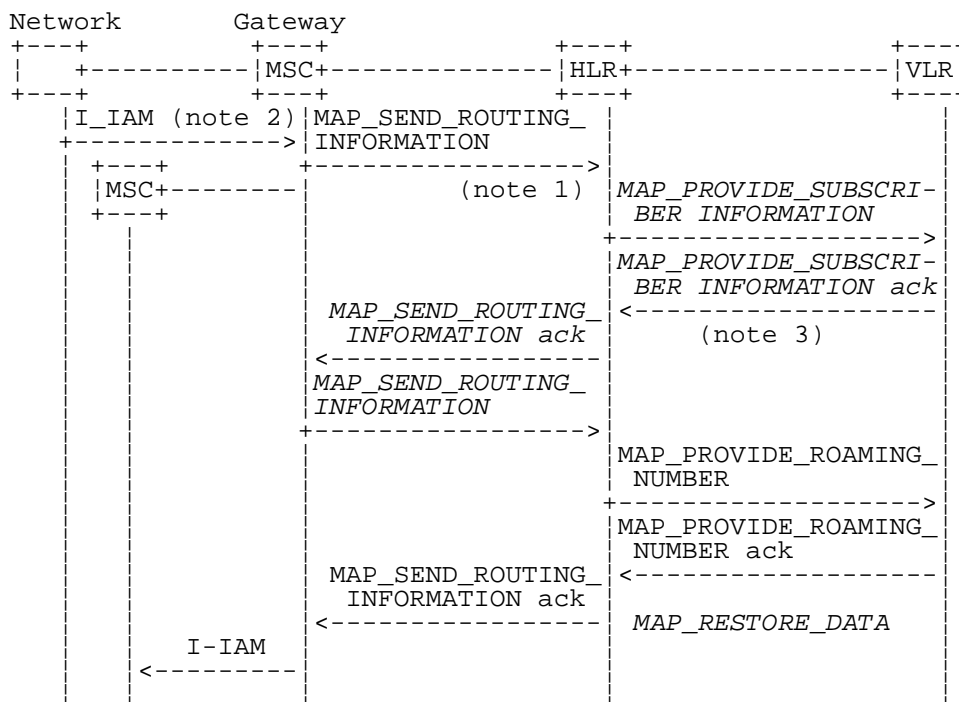 Network Gateway
MSC HLR VLR
I_IAM (note 2) MAP_SEND_ROUTING_
INFORMATION
MSC (note 1) MAP_PROVIDE_SUBSCRI-
BER INFORMATION
MAP_PROVIDE_SUBSCRI-
BER INFORMATION ack
MAP_SEND_ROUTING_
INFORMATION ack (note 3)
MAP_SEND_ROUTING_
INFORMATION
MAP_PROVIDE_ROAMING_
NUMBER
MAP_PROVIDE_ROAMING_
NUMBER ack
MAP_SEND_ROUTING_
INFORMATION ack
MAP_RESTORE_DATA
I-IAM